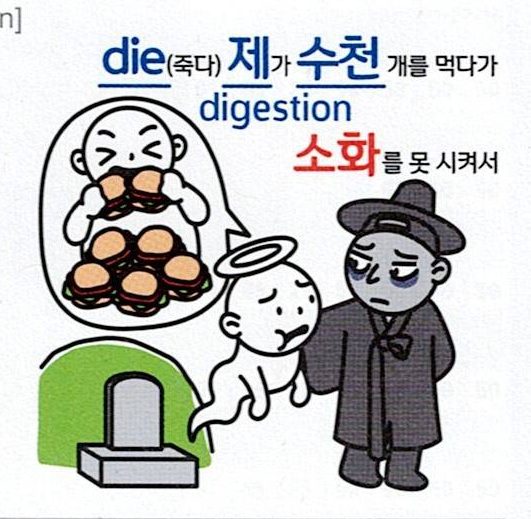 n]
die(죽다) 제가 수천 개를 먹다가
digestion
소화를 못 시켜서